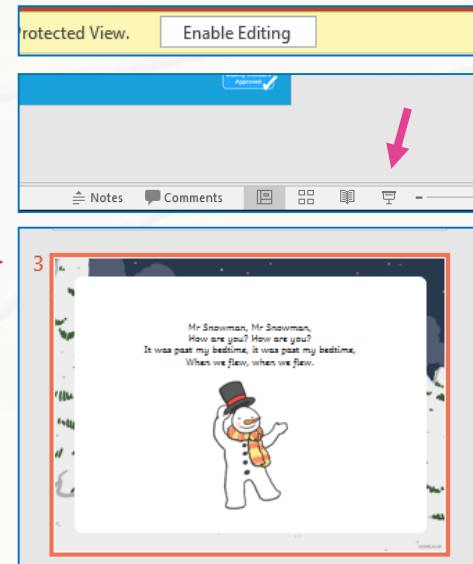 rotected View. Enable Editing
Approved
Notes Comments
3
Mr Snowman, Mr Snowman,
How are you? How are you?
It was past my bedtime, it was past my bedtime,
When we flew, when we flew.